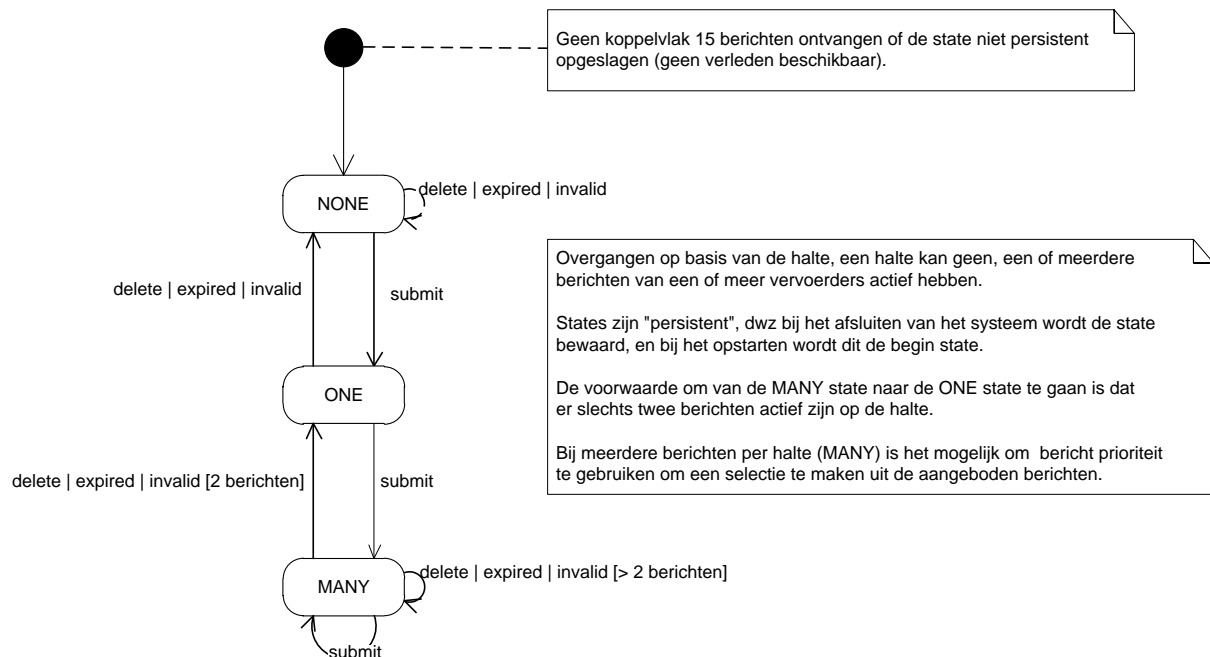 Geen koppelvlak 15 berichten ontvangen of de state niet persistent
opgeslagen (geen verleden beschikbaar).
NONE
delete | expired | invalid
delete | expired | invalid
submit
Overgangen op basis van de halte, een halte kan geen, een of meerdere
berichten van een of meer vervoerders actief hebben.
States zijn "persistent", dwz bij het afsluiten van het systeem wordt de state
bewaard, en bij het opstarten wordt dit de begin state.
De voorwaarde om van de MANY state naar de ONE state te gaan is dat
er slechts twee berichten actief zijn op de halte.
Bij meerdere berichten per halte (MANY) is het mogelijk om bericht prioriteit
te gebruiken om een selectie te maken uit de aangeboden berichten.
ONE
delete | expired | invalid [2 berichten]
submit
MANY
delete | expired | invalid [> 2 berichten]
submit